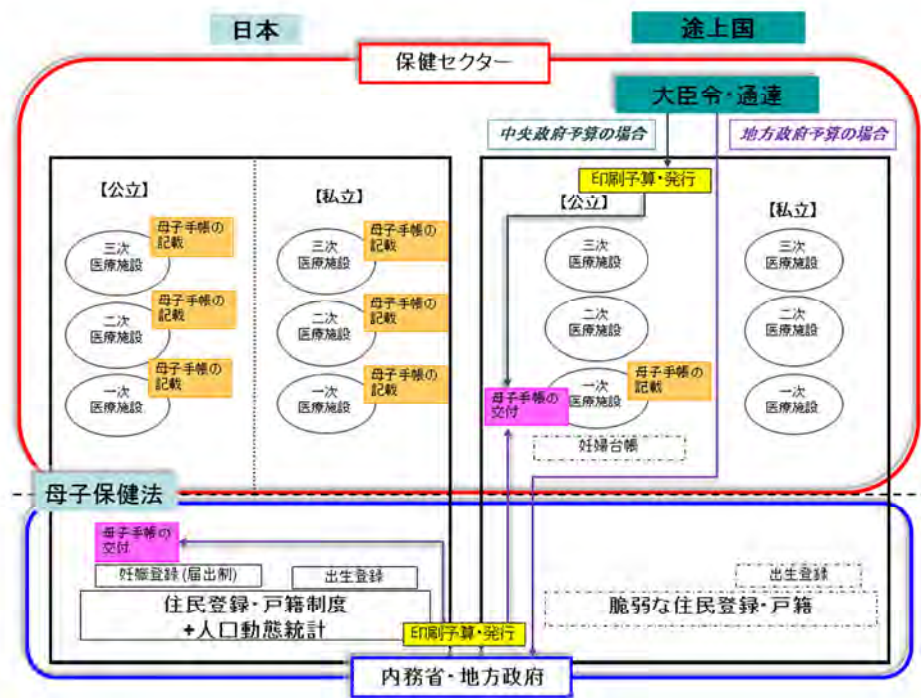 日本
途上国
保健セクター
大臣令・通達
中央政府予算の場合
地方政府予算の場合
印刷予算・発行
【公立】
【私立】
【公立】
【私立】
母子手帳の
記載
三次
医療施設
母子手帳の
記載
三次
医療施設
三次
医療施設
三次
医療施設
母子手帳の
記載
二次
医療施設
母子手帳の
記載
二次
医療施設
二次
医療施設
二次
医療施設
母子手帳の
記載
一次
医療施設
母子手帳の
記載
一次
医療施設
母子手帳の
交付
一次
医療施設
母子手帳の
記載
一次
医療施設
妊婦台帳
母子保健法
母子手帳の
交付
妊娠登録(届出制)
出生登録
住民登録・戸籍制度
+人口動態統計
印刷予算・発行
出生登録
脆弱な住民登録・戸籍
内務省・地方政府